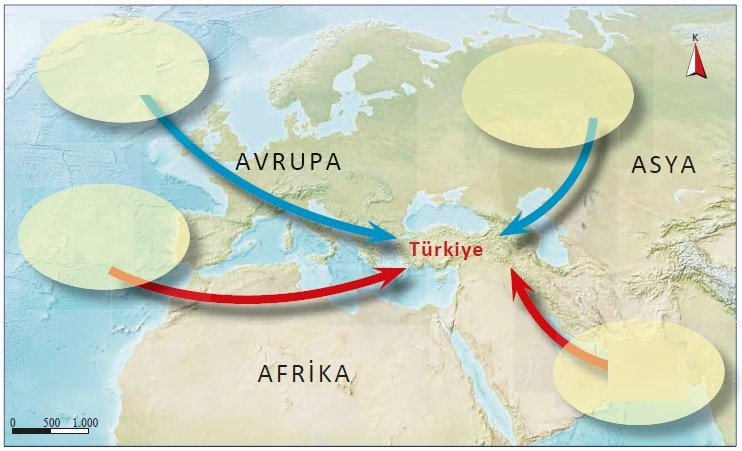 K
AVRUPA
ASYA
Türkiye
AFRİKA
0 500 1.000